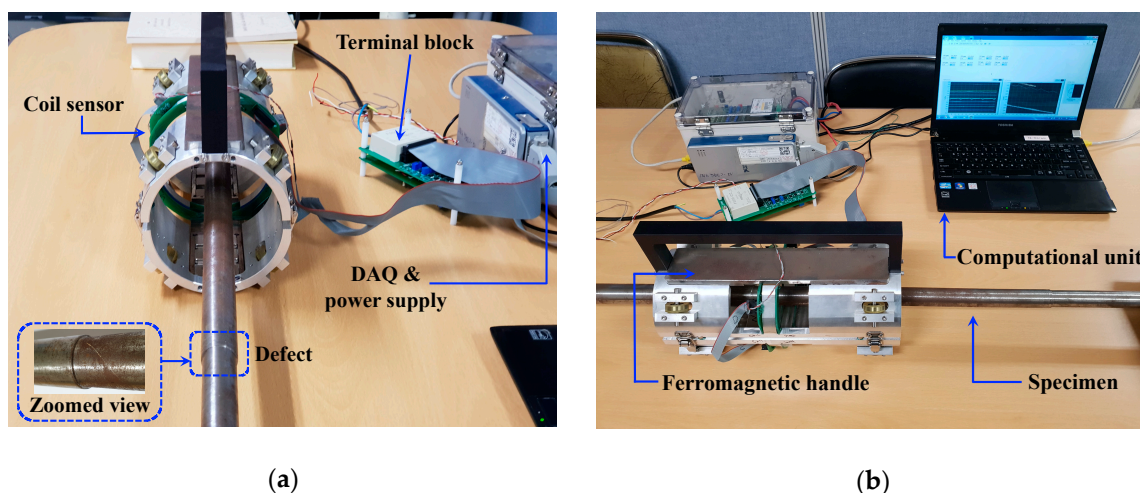 Terminal block
Coil sensor
DAQ &
power supply
Defect
Zoomed view
(a)
Computational unit
Ferromagnetic handle
Specimen
(b)